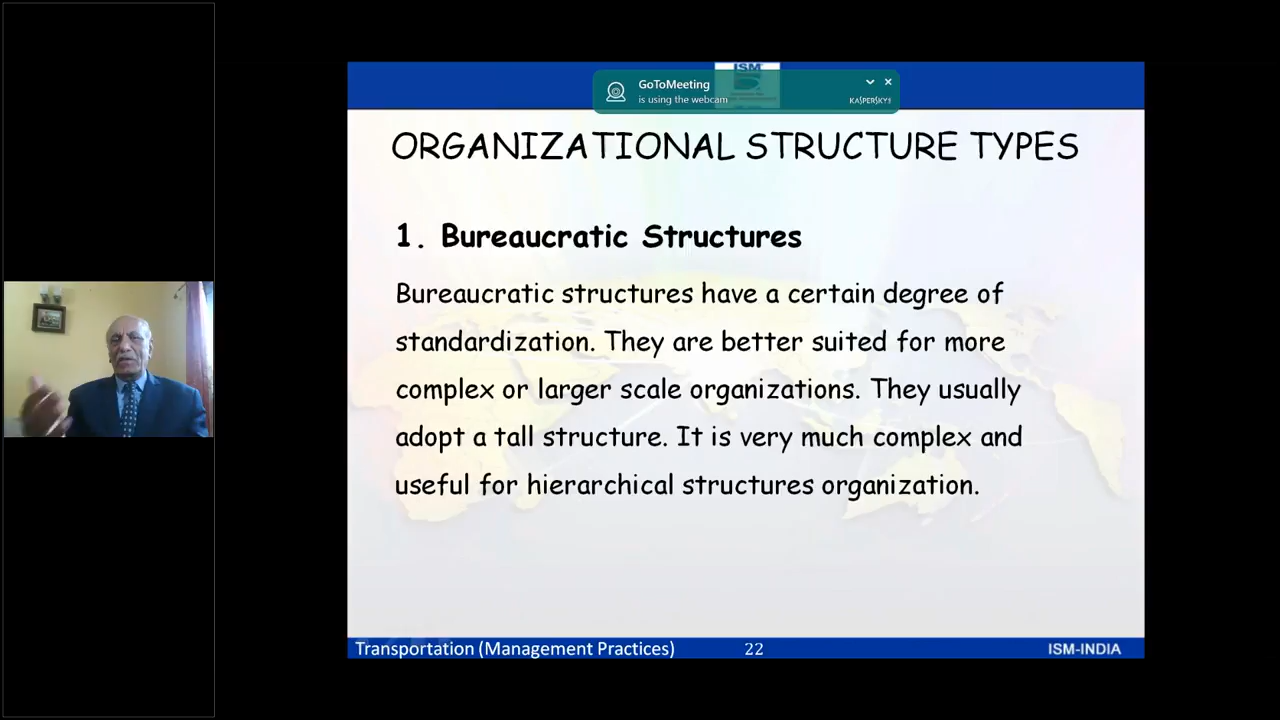 ISM
GoToMeeting
is using the webcam
KASPERSKY
ORGANIZATIONAL STRUCTURE TYPES
1. Bureaucratic Structures
Bureaucratic structures have a certain degree of
standardization. They are better suited for more
complex or larger scale organizations. They usually
adopt a tall structure. It is very much complex and
useful for hierarchical structures organization.
Transportation (Management Practices) 22 ISM-INDIA